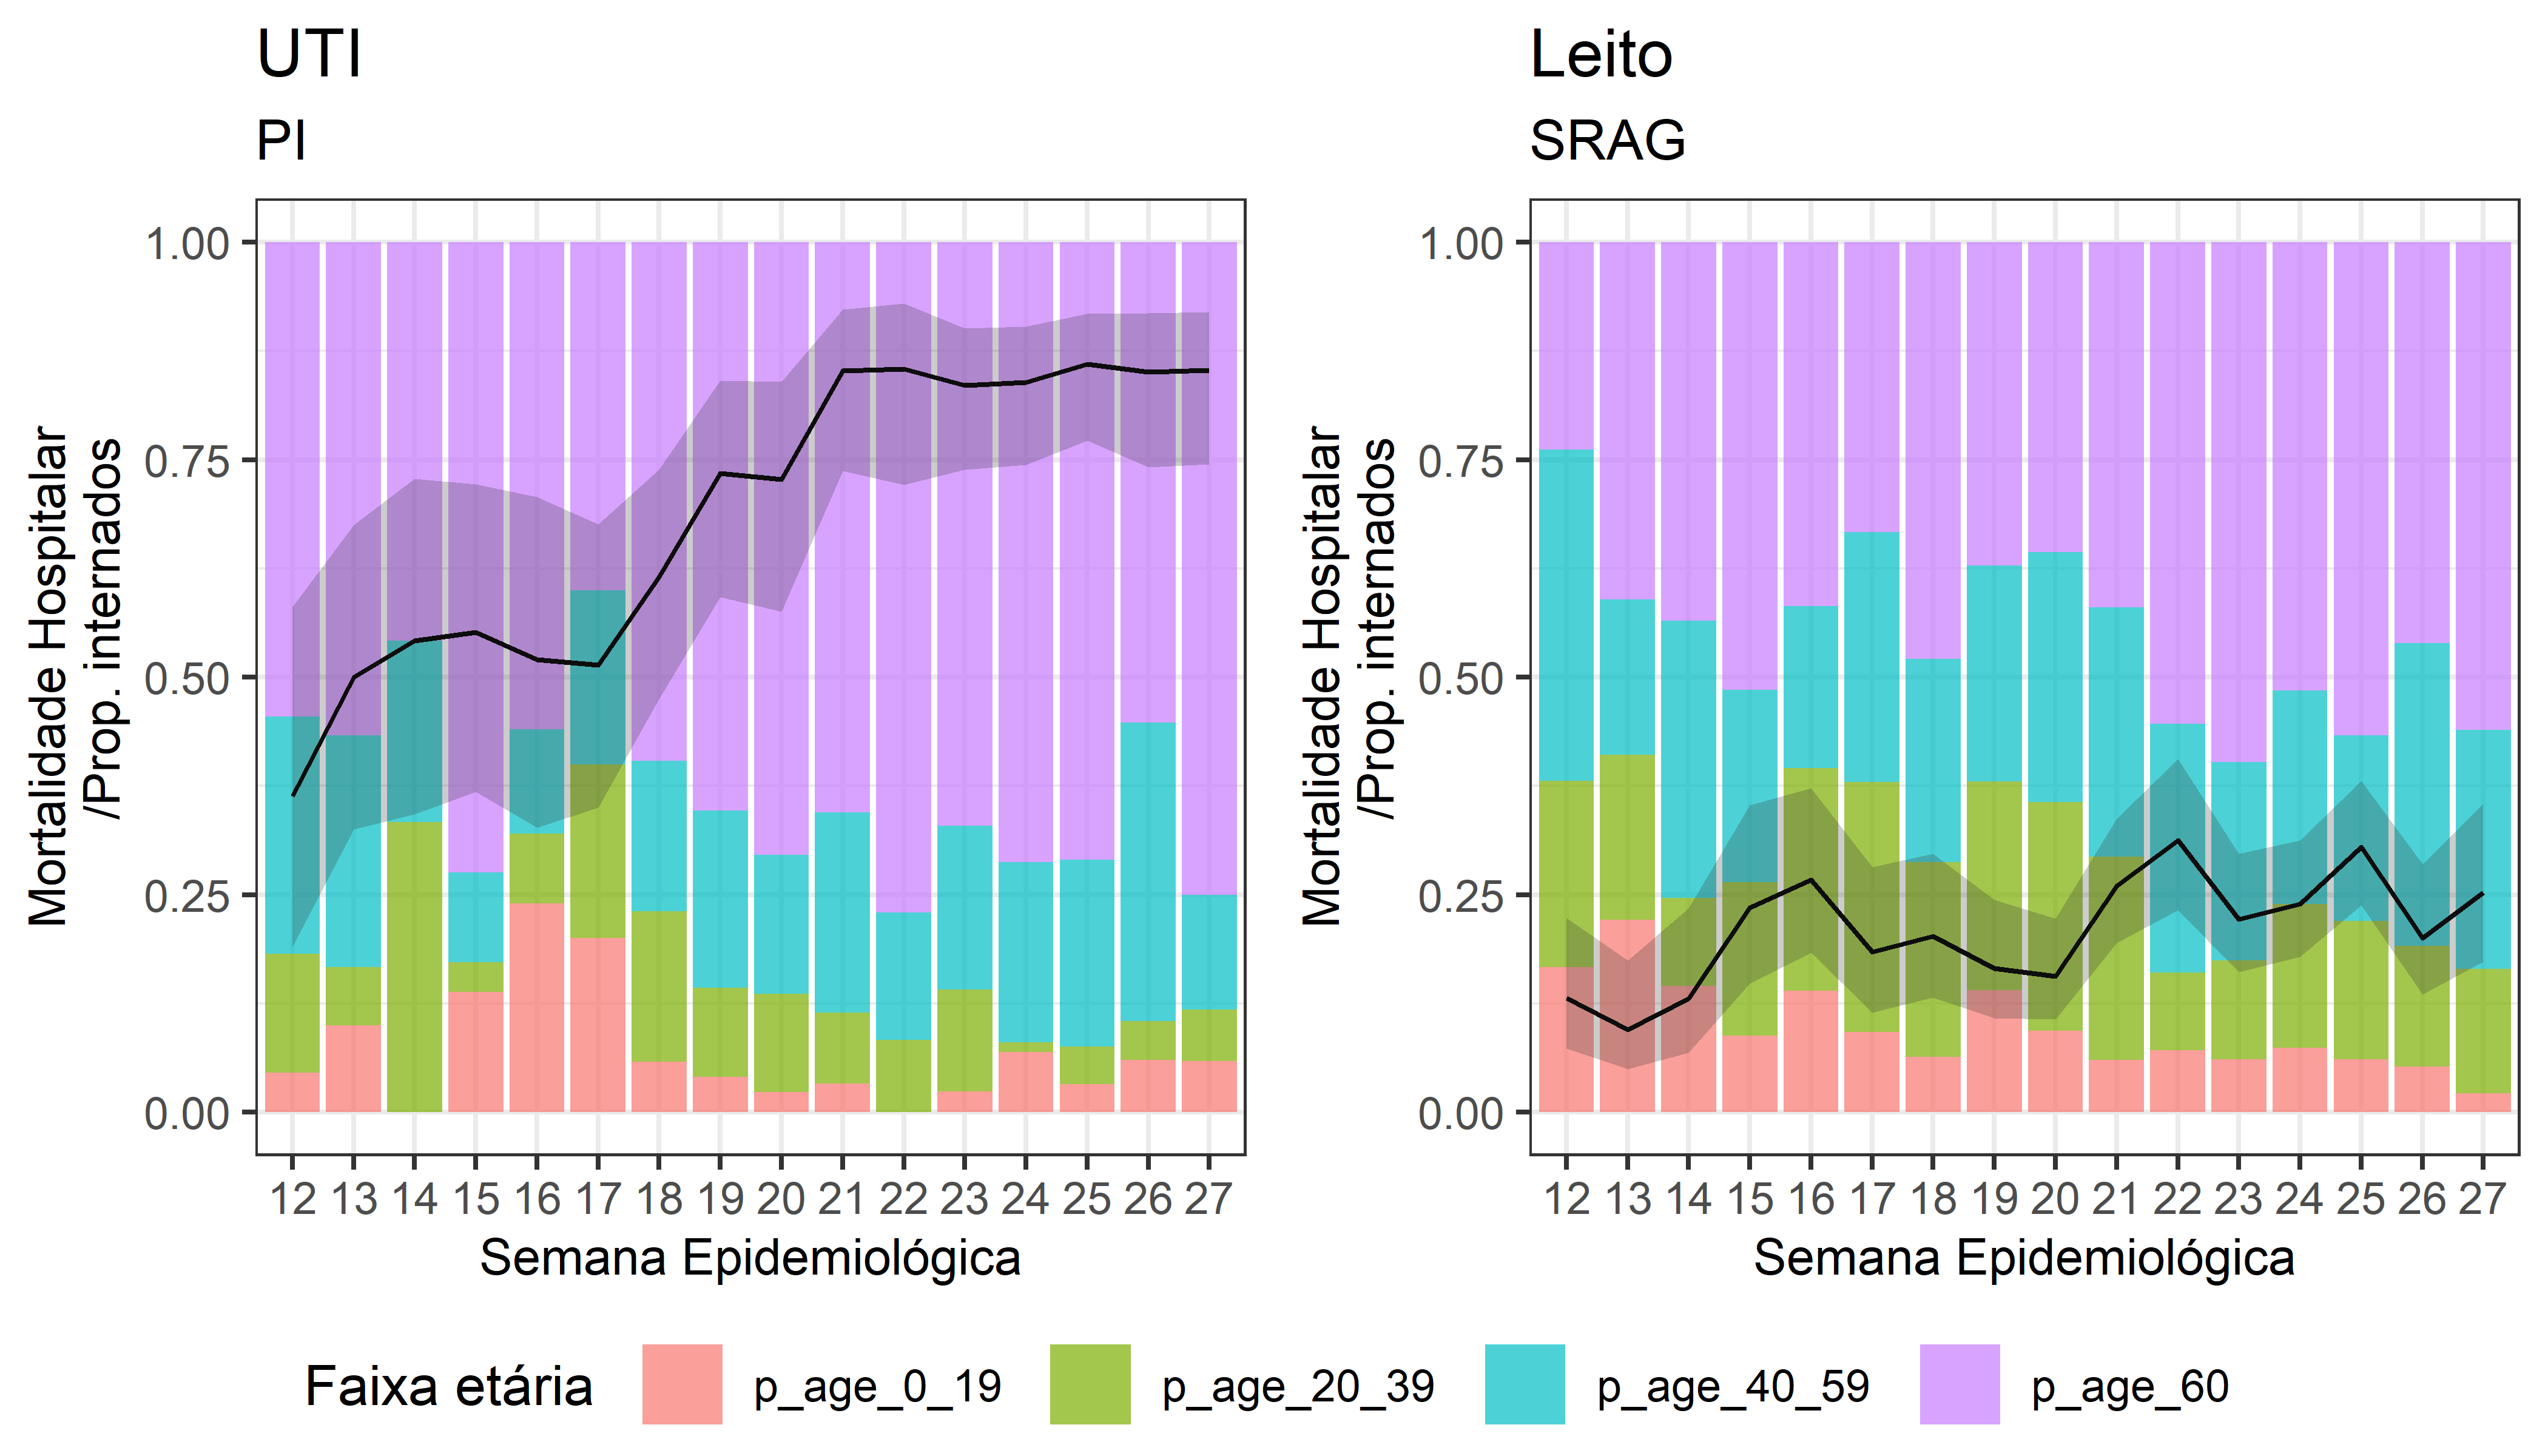 UTI
PI
Mortalidade Hospitalar
/Prop. internados
1.00
0.75
0.50
0.25
0.00
12 13 14 15 16 17 18 19 20 21 22 23 24 25 26 27
Semana Epidemiológica
Leito
SRAG
Mortalidade Hospitalar
/Prop. internados
1.00
0.75
0.50
0.25
0.00
12 13 14 15 16 17 18 19 20 21 22 23 24 25 26 27
Semana Epidemiológica
Faixa etária p_age_0_19 p_age_20_39 p_age_40_59 p_age_60